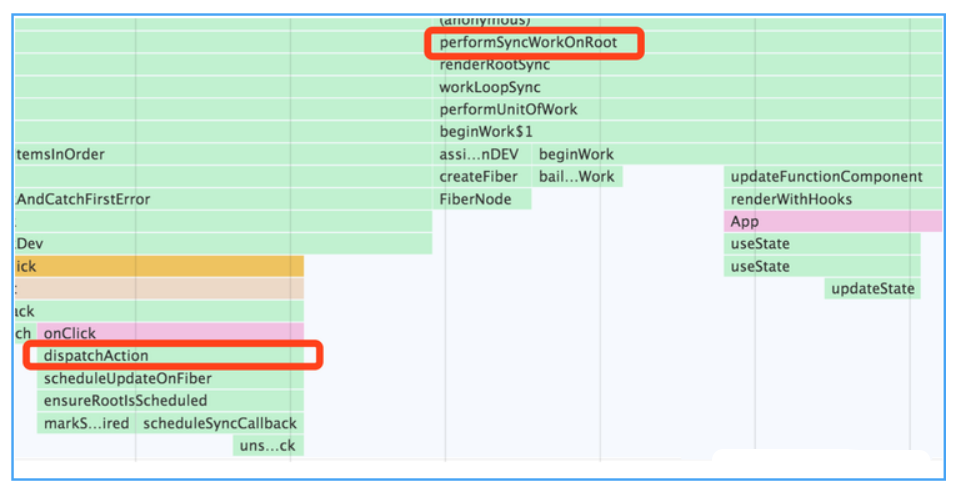 (anonymous)
performSyncWorkOnRoot
renderRootSync
workLoopSync
performUnitOfWork
beginWork$1
temsInOrder assi...nDEV beginWork
createFiber bail...Work updateFunctionComponent
AndCatchFirstError FiberNode renderWithHooks
App
Dev useState
ick useState
updateState
ack
ch onClick
dispatchAction
scheduleUpdateOnFiber
ensureRootIsScheduled
markS...ired scheduleSyncCallback
uns...ck